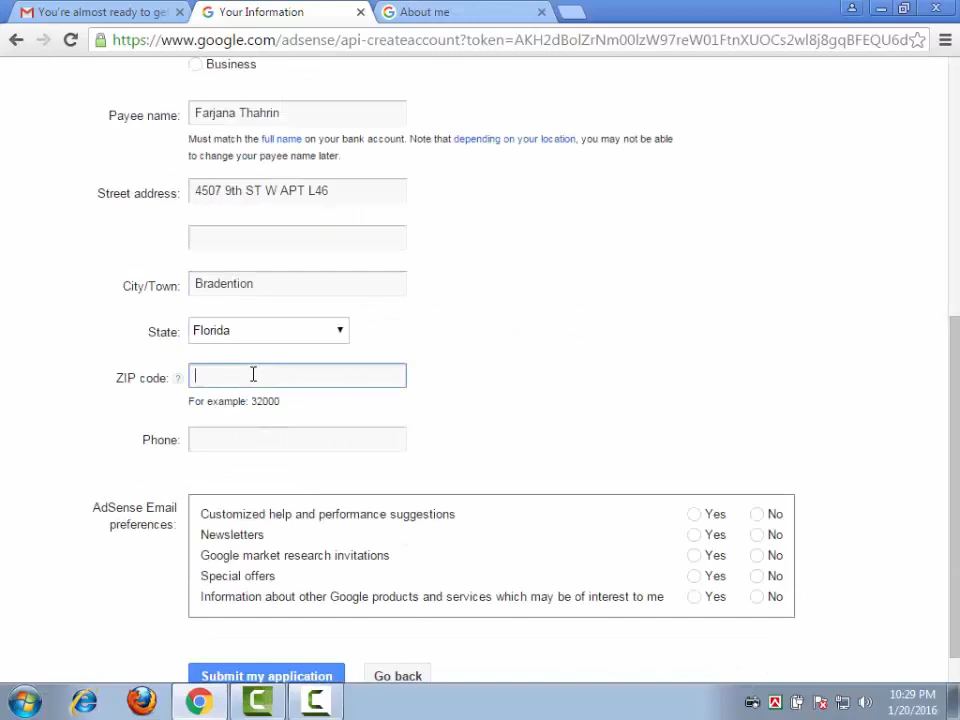 You're almost ready to ge
Your Information
About me
https://www.google.com/adsense/api-createaccount?token=AKH2dBolZrNm00lzW97reW01FtnXUOCs2wl8j8gqBFEQU6d
Business
Payee name:
Farjana Thahrin
Must match the full name on your bank account. Note that depending on your location, you may not be able
to change your payee name later.
Street address:
4507 9th ST W APT L46
City/Town:
Bradention
State:
Florida
ZIP code: ?
For example: 32000
Phone:
AdSense Email
preferences:
Customized help and performance suggestions Yes No
Newsletters Yes No
Google market research invitations Yes No
Special offers Yes No
Information about other Google products and services which may be of interest to me Yes No
Submit my application Go back
10:29 PM
1/20/2016